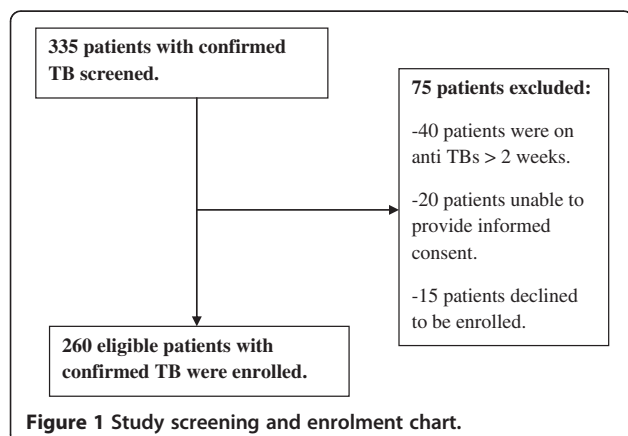 335 patients with confirmed
TB screened.
75 patients excluded:
-40 patients were on
anti TBs > 2 weeks.
-20 patients unable to
provide informed
consent.
-15 patients declined
to be enrolled.
260 eligible patients with
confirmed TB were enrolled.
Figure 1 Study screening and enrolment chart.